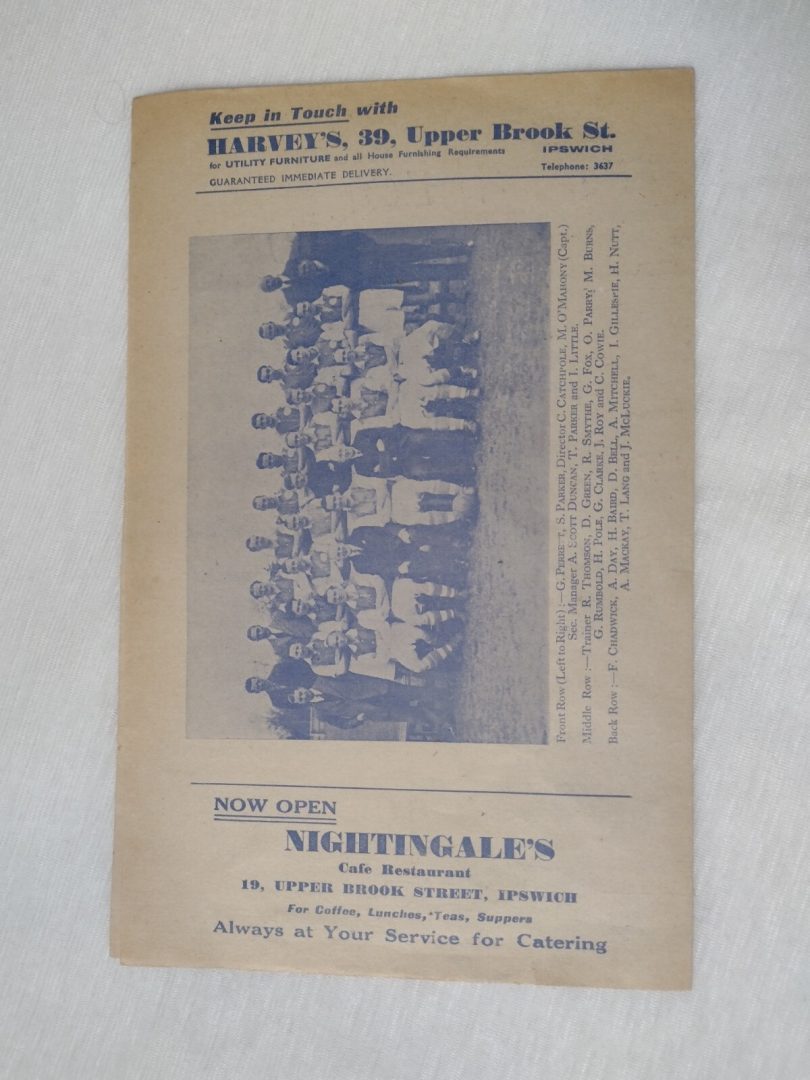 Keep in Touch with
HARVEY'S, 39, Upper Brook St.
IPSWICH
for UTILITY FURNITURE and all House Furnishing Requirements
GUARANTEED IMMEDIATE DELIVERY.
Telephone: 3637
Front Row (Left to Right) :—G. PERRETT, S. PARKER, Director C. CATCHPOLE, M. O'MAHONY (Capt.)
Sec. Manager A. SCOTT DUNCAN, T. PARKER and I. LITTLE.
Middle Row :—Trainer R. THOMSON, D. GREEN, R. SMYTHE, G. FOX, O. PARRY, M. BURNS,
G. RUMBOLD, H. POLE, G. CLARKE, J. ROY and C. COWIE.
Back Row :—F. CHADWICK, A. DAY, H. BAIRD, D. BELL, A. MITCHELL, I. GILLESPIE, H. NUTT,
A. MACKAY, T. LANG and J. MCLUCKIE.
NOW OPEN
NIGHTINGALE'S
Cafe Restaurant
19, UPPER BROOK STREET, IPSWICH
For Coffee, Lunches, Teas, Suppers
Always at Your Service for Catering